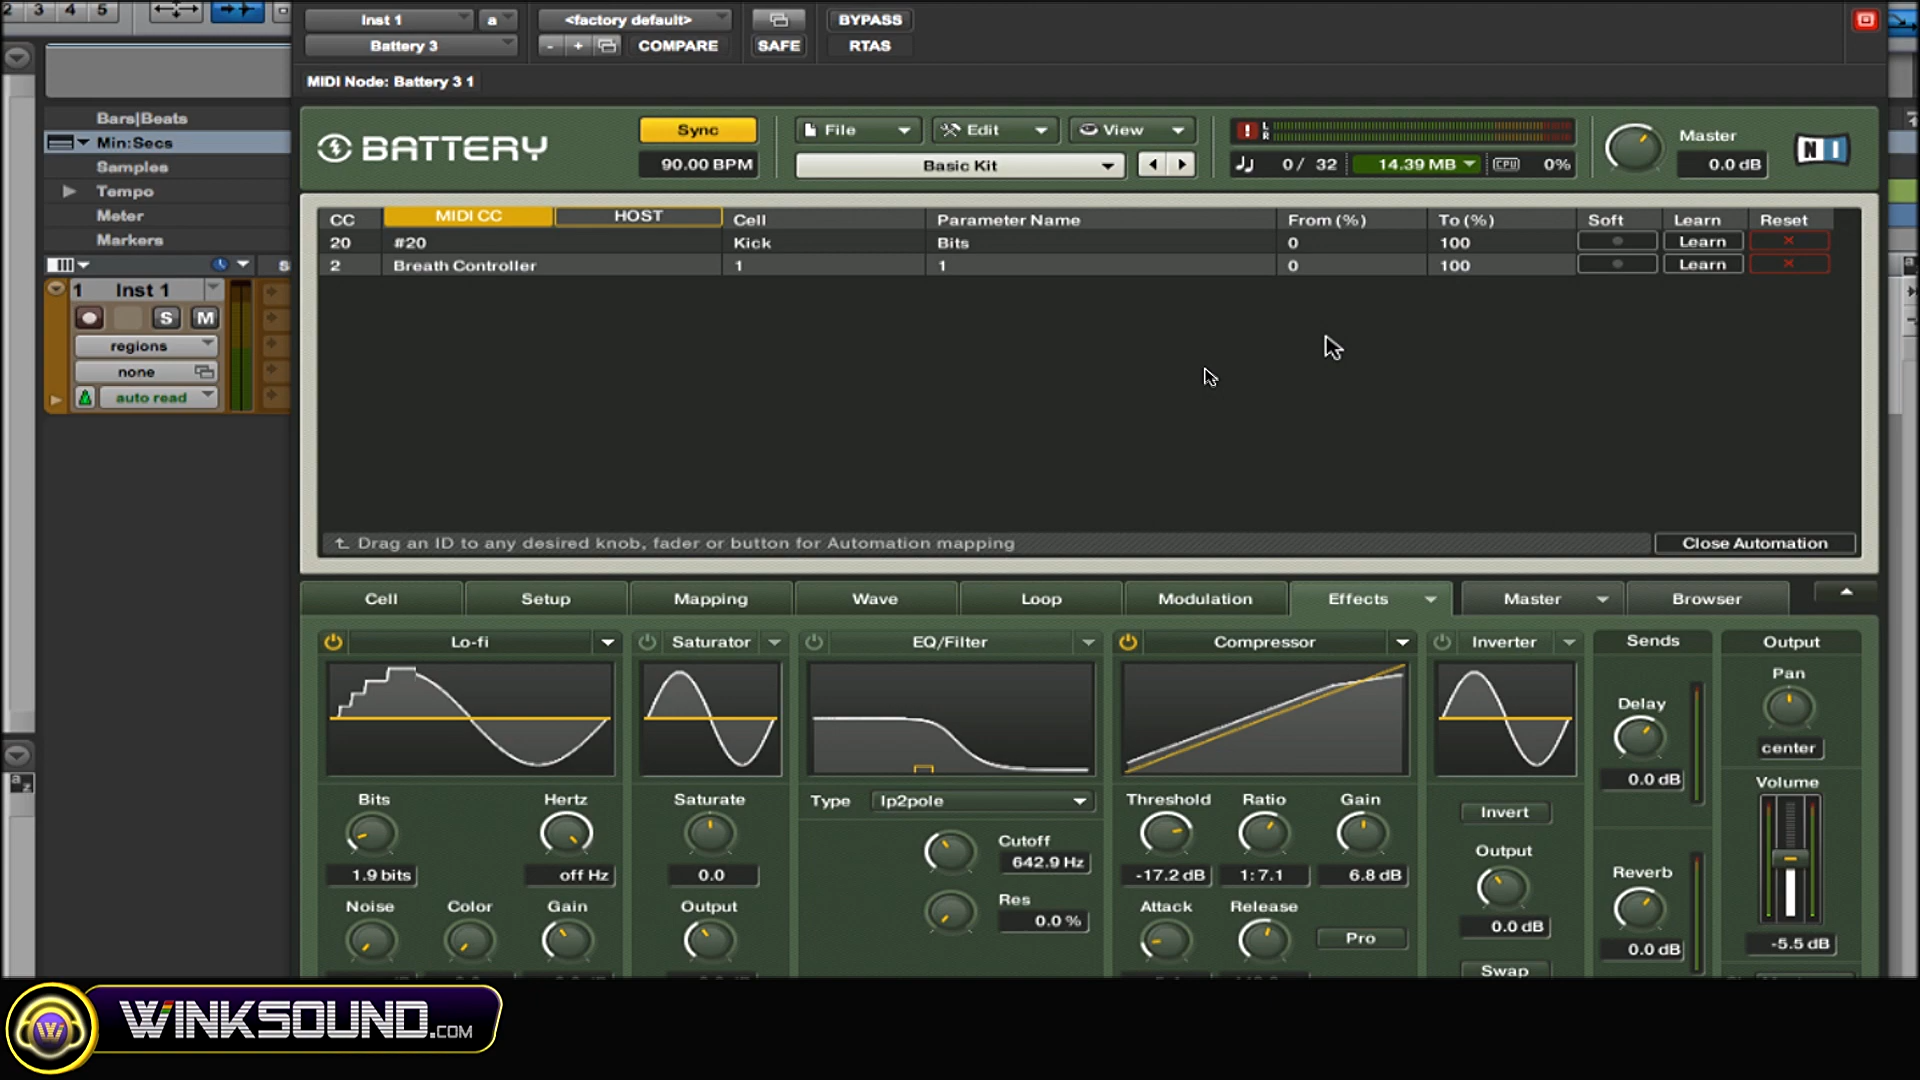 2 3 4 5
Inst 1 a <factory default> BYPASS
Battery 3 - + COMPARE SAFE RTAS
MIDI Node: Battery 3 1
Bars|Beats
Min:Secs
Samples
Tempo
Meter
Markers
1 Inst 1
S M
regions
none
auto read
a
z
BATTERY
Sync File Edit View L R Master
90.00 BPM Basic Kit ! 0 / 32 14.39 MB CPU 0% 0.0 dB NI
CC MIDI CC HOST Cell Parameter Name From (%) To (%) Soft Learn Reset
20 #20 Kick Bits 0 100 Learn ×
2 Breath Controller 1 1 0 100 Learn ×
Drag an ID to any desired knob, fader or button for Automation mapping Close Automation
Cell Setup Mapping Wave Loop Modulation Effects Master Browser
Lo-fi Saturator EQ/Filter Compressor Inverter Sends Output
Pan
center
Delay
0.0 dB
Volume
Bits Hertz Saturate Type lp2pole Threshold Ratio Gain Invert
1.9 bits off Hz 0.0 Cutoff 642.9 Hz -17.2 dB 1:7.1 6.8 dB Output
Noise Color Gain Output Res 0.0 % Attack Release Pro 0.0 dB
Reverb
0.0 dB
-5.5 dB
Swap
W WINKSOUND.COM